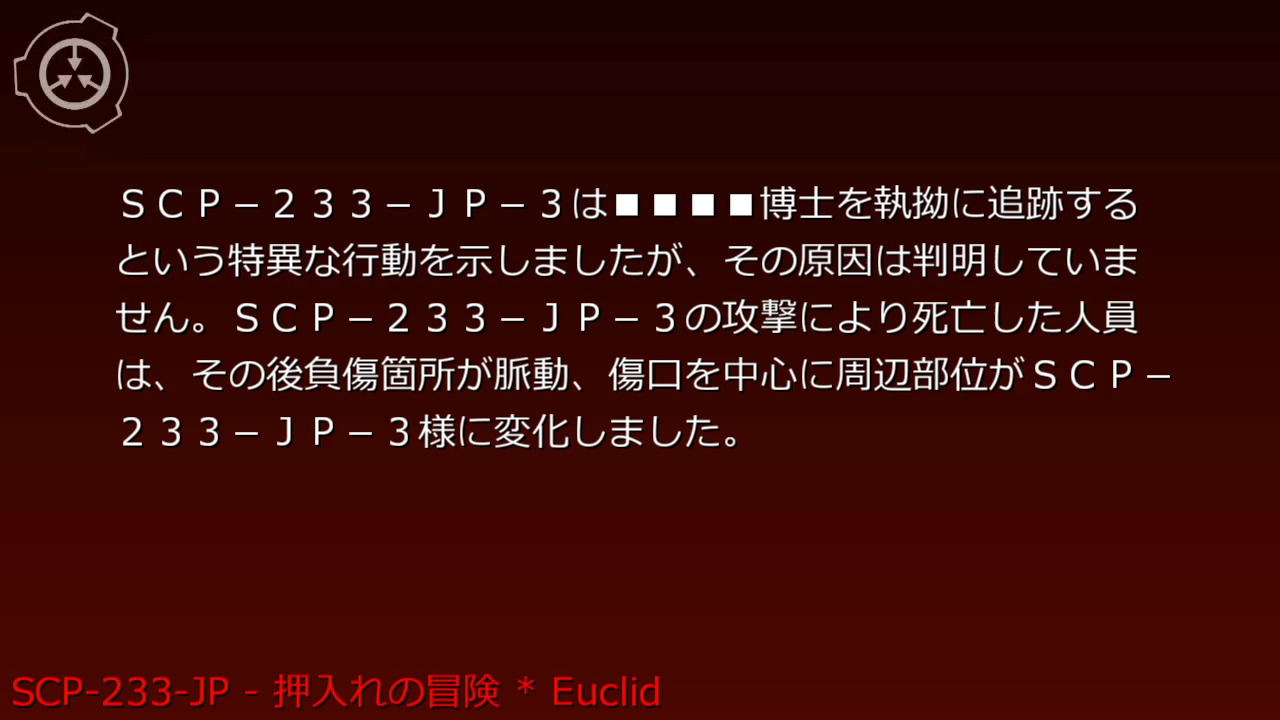 ＳＣＰ−２３３−ＪＰ−３は■■■■博士を執拗に追跡する
という特異な行動を示しましたが、その原因は判明していま
せん。ＳＣＰ−２３３−ＪＰ−３の攻撃により死亡した人員
は、その後負傷箇所が脈動、傷口を中心に周辺部位がＳＣＰ−
２３３−ＪＰ−３様に変化しました。
SCP-233-JP - 押入れの冒険 * Euclid